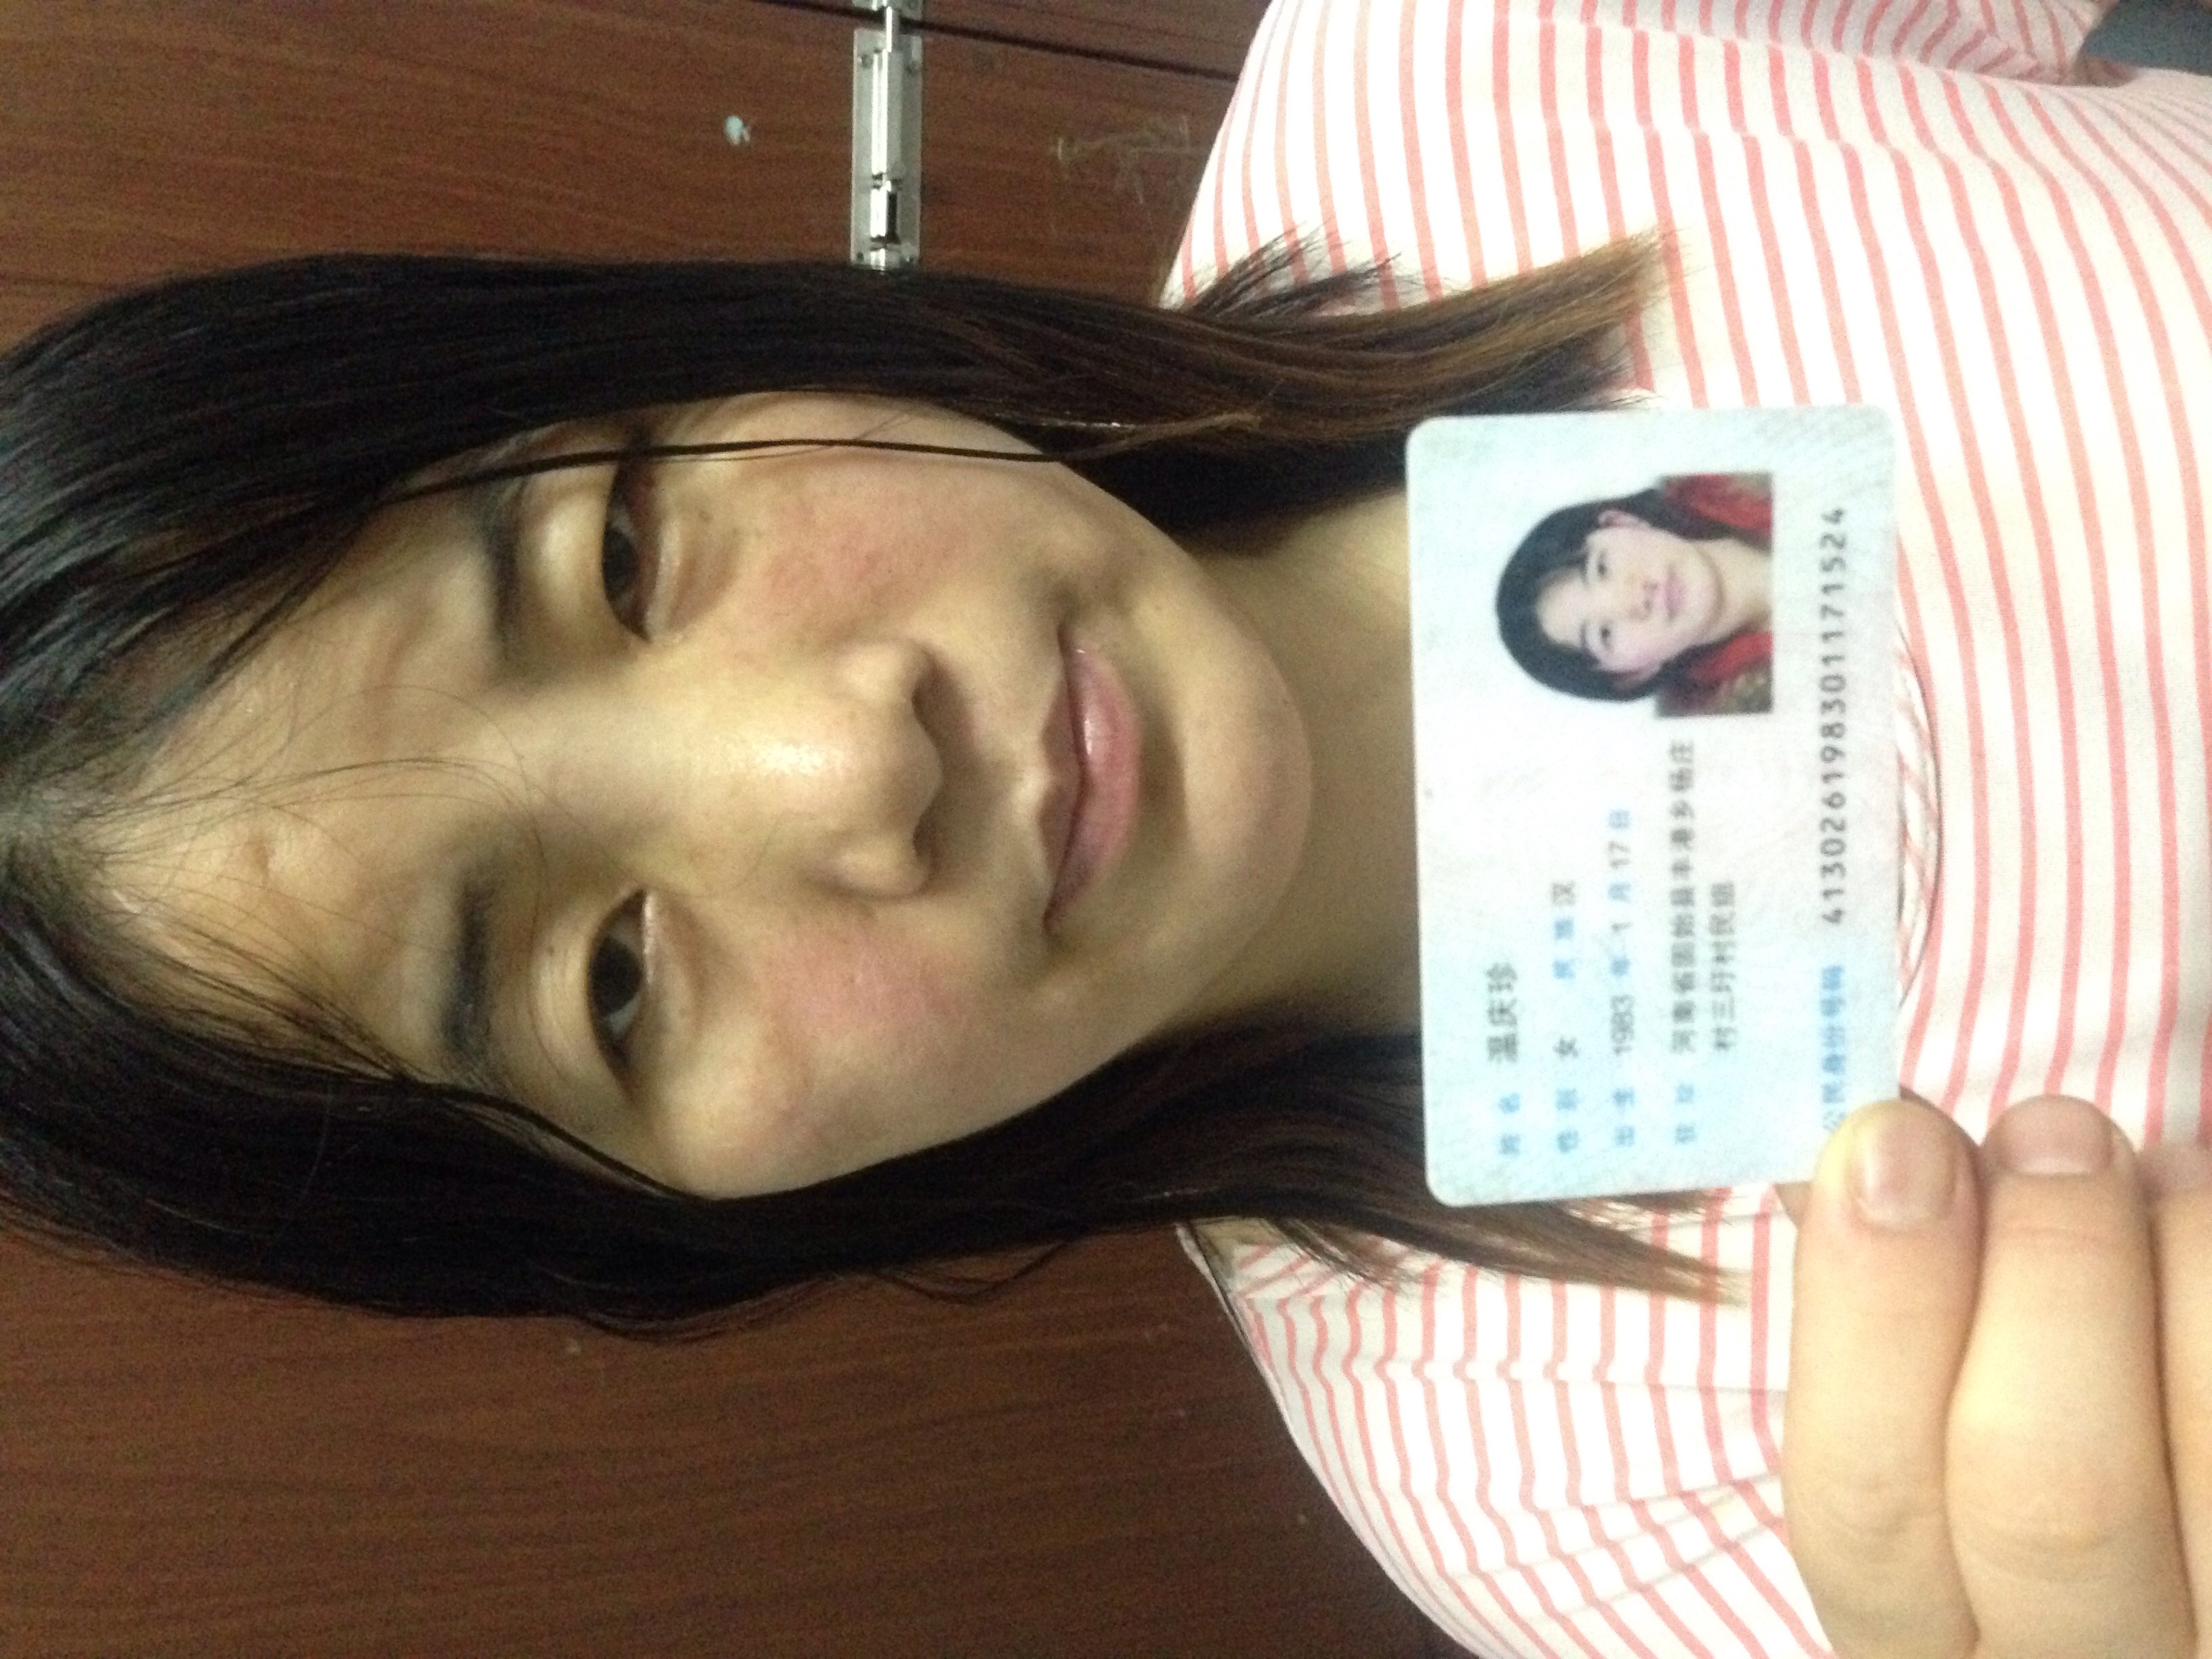 姓名 温庆珍
性别 女 民族 汉
出生 1983 年 1 月 17 日
住址 河南省固始县丰港乡杨庄
村三圩村民组
公民身份号码 413026198301171524